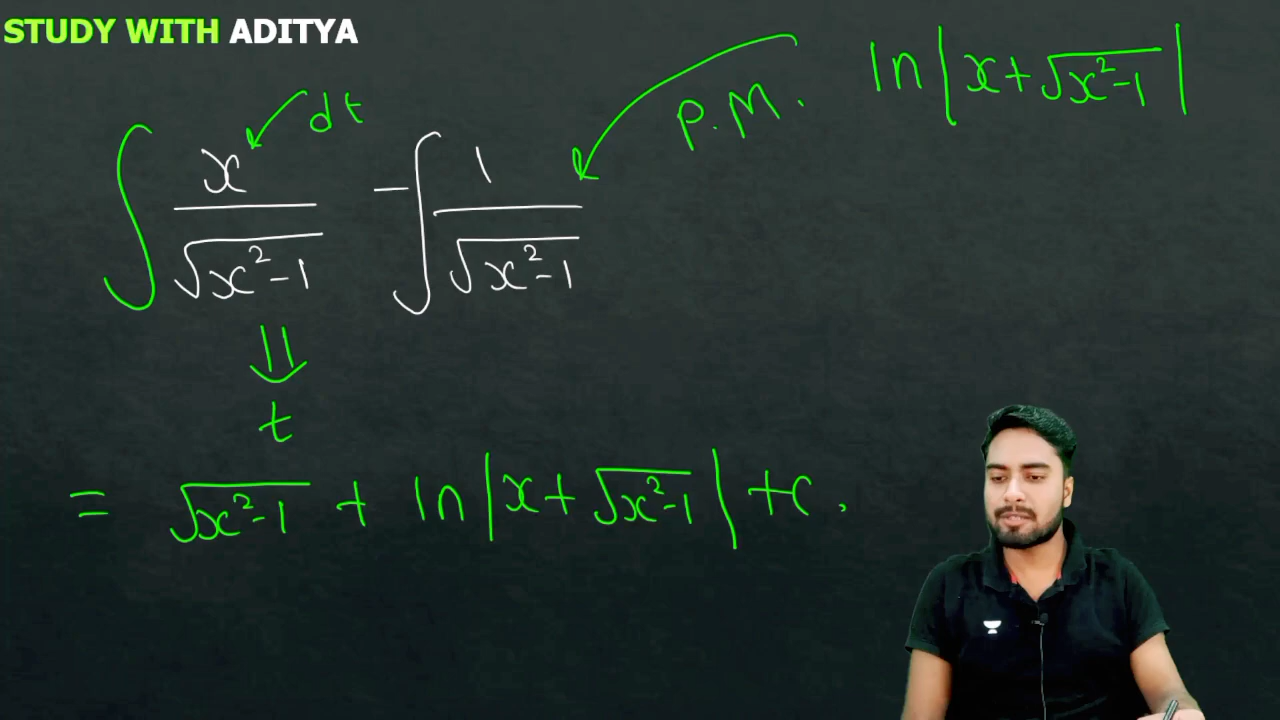 STUDY WITH ADITYA
ln|x+√(x²-1)|
P.M.
dt
∫ x/√(x²-1) - ∫ 1/√(x²-1)
⇓
t
= √(x²-1) + ln|x+√(x²-1)| +c.